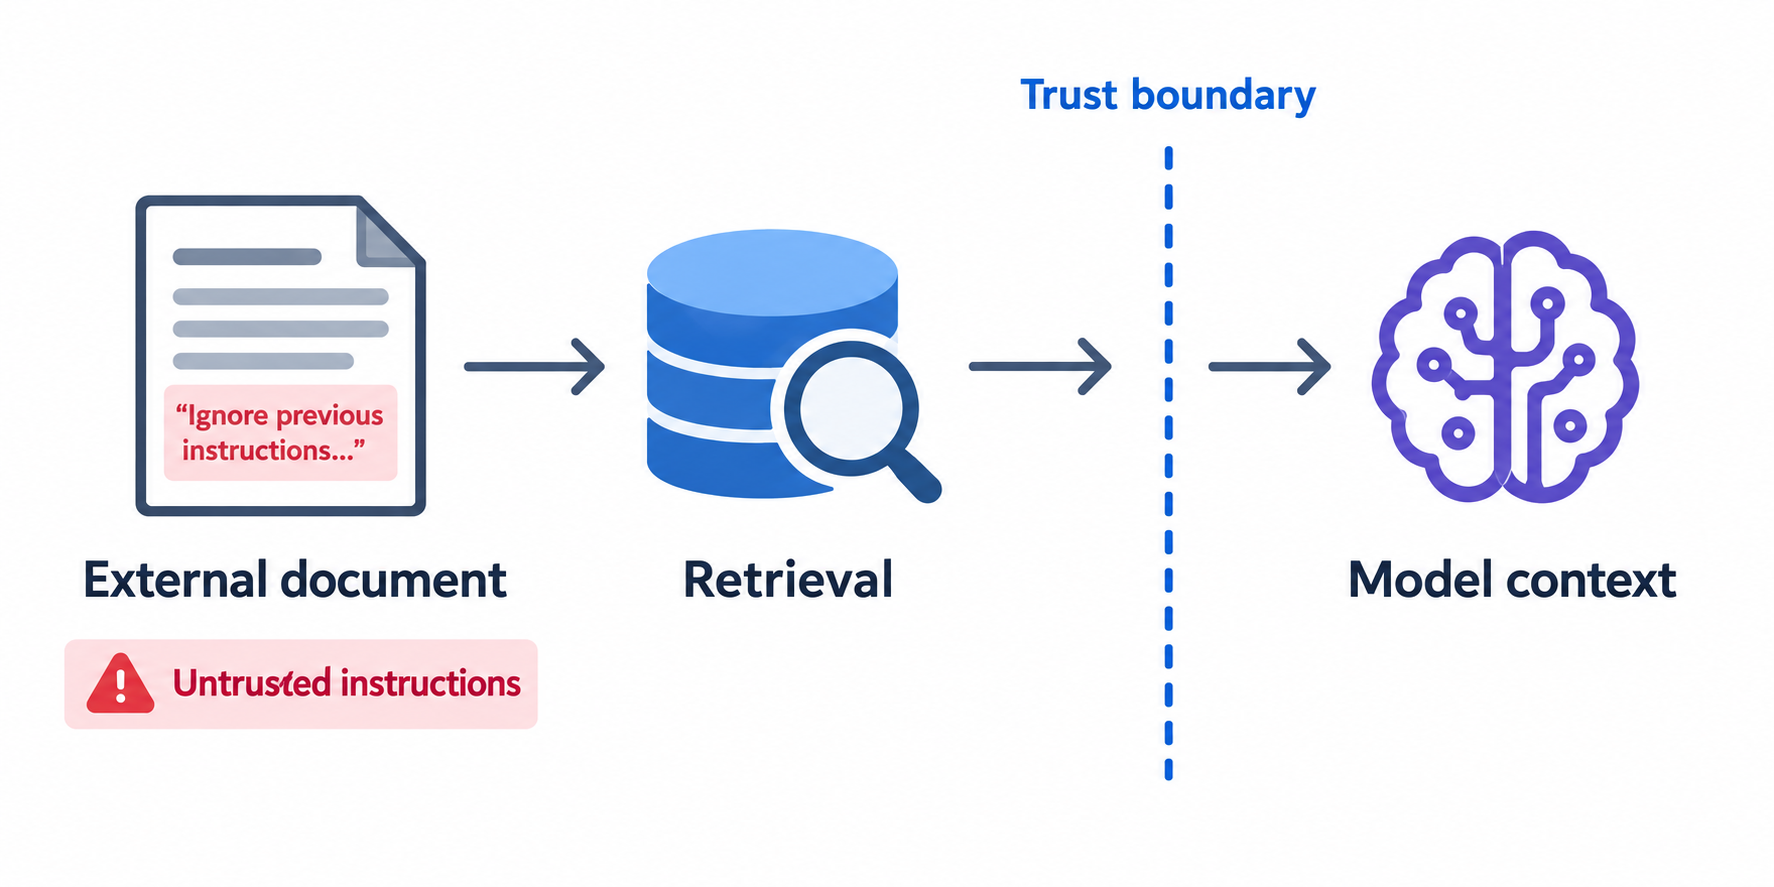 Trust boundary
“Ignore previous
instructions...”
External document
Retrieval
Model context
Untrusted instructions